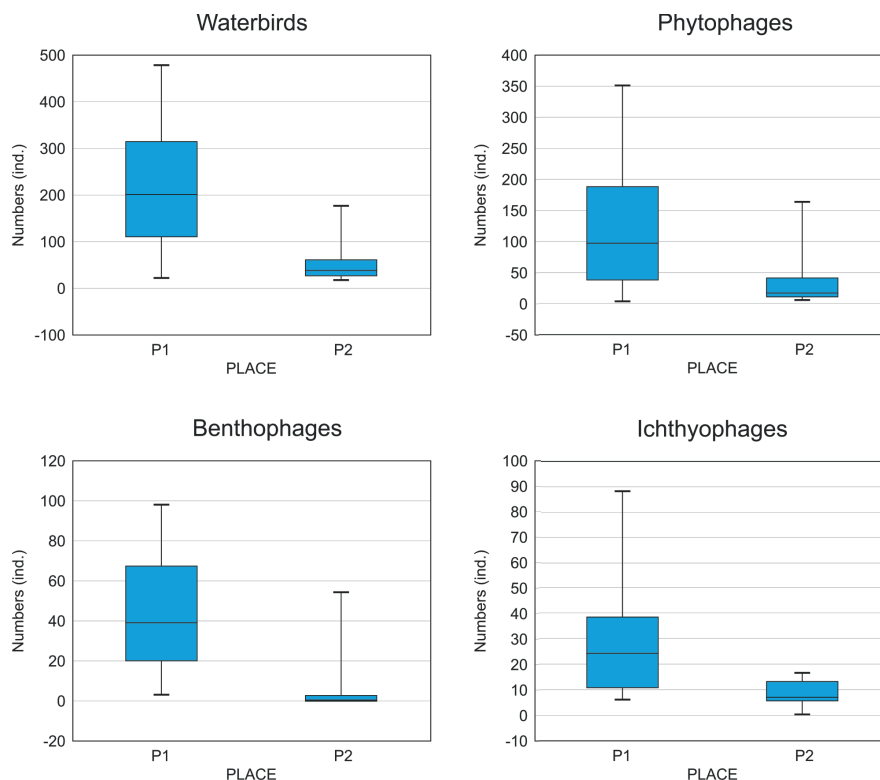 Waterbirds
500
400
300
200
100
0
-100
Numbers (ind.)
P1 P2
PLACE
Phytophages
400
350
300
250
200
150
100
50
0
-50
Numbers (ind.)
P1 P2
PLACE
Benthophages
120
100
80
60
40
20
0
-20
Numbers (ind.)
P1 P2
PLACE
Ichthyophages
100
90
80
70
60
50
40
30
20
10
0
-10
Numbers (ind.)
P1 P2
PLACE